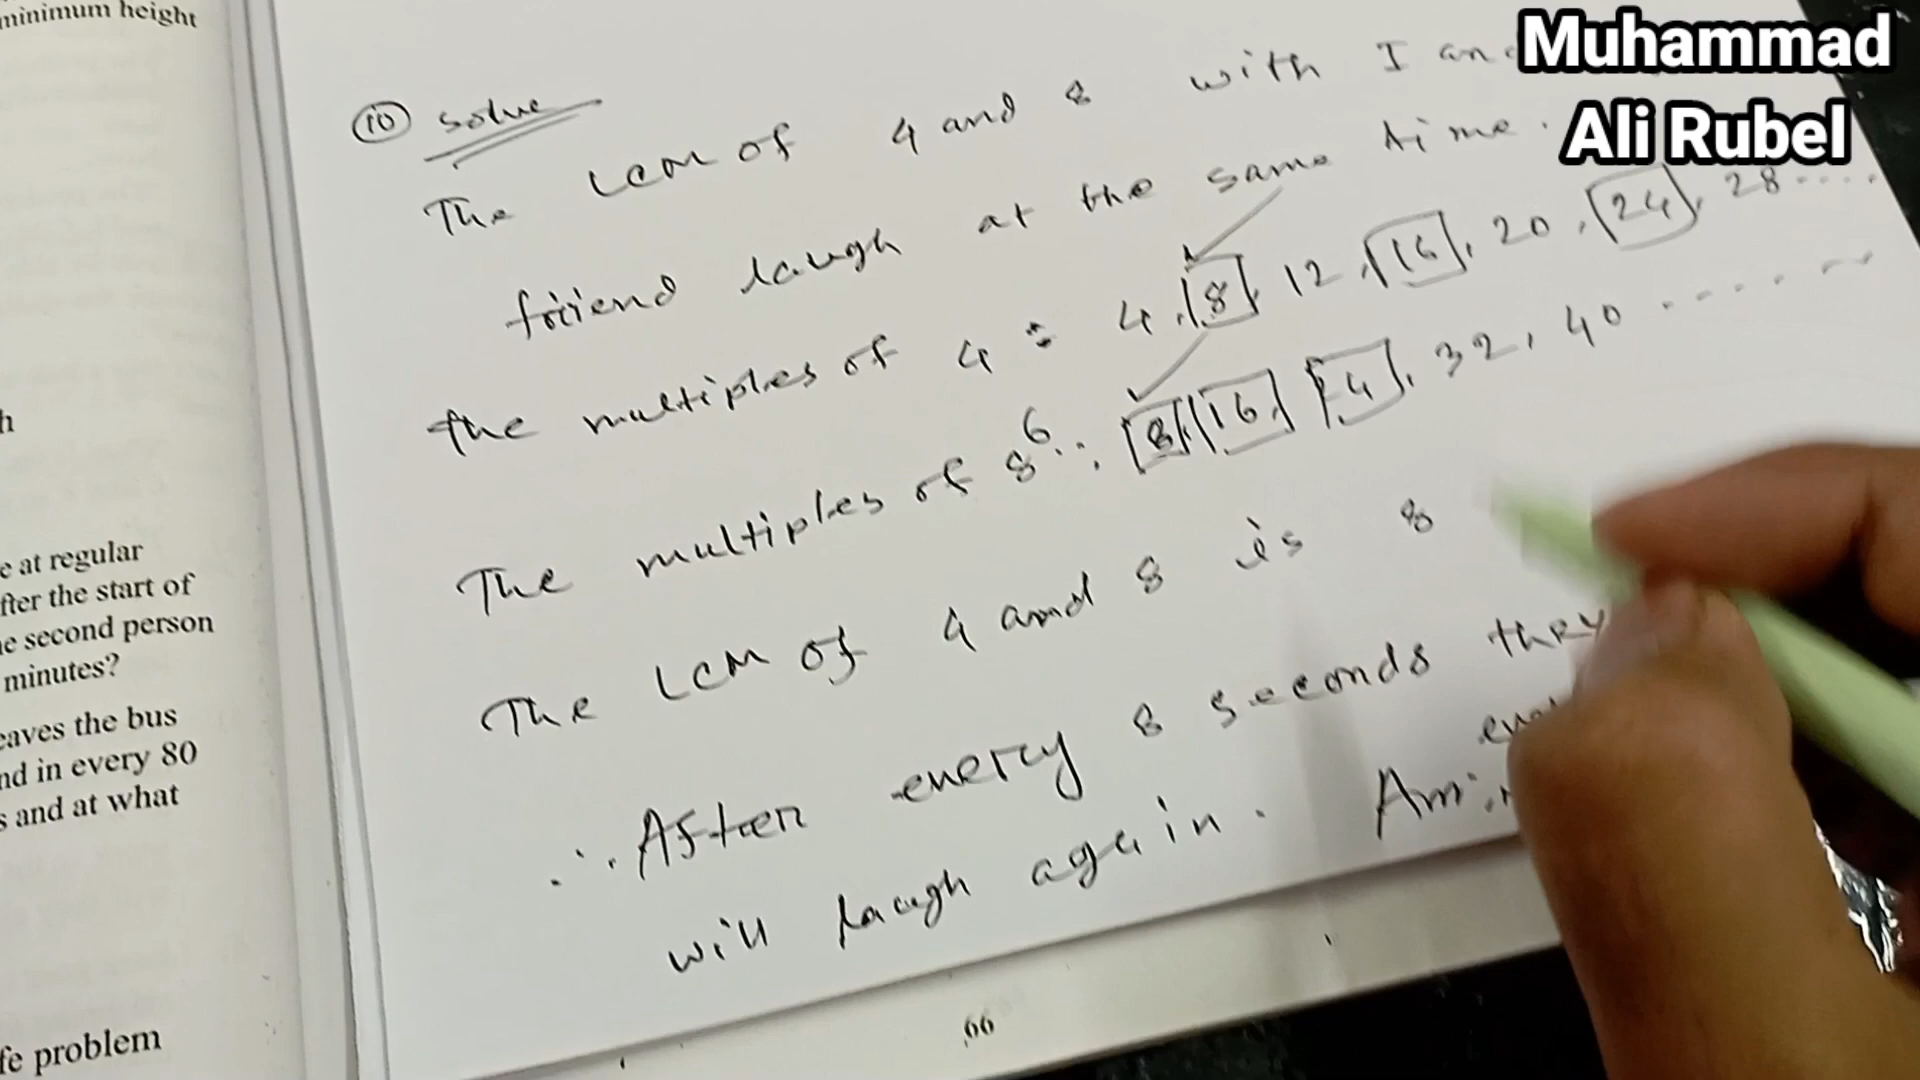 minimum height
h
e at regular
fter the start of
e second person
minutes?
eaves the bus
nd in every 80
s and at what
fe problem
Muhammad
Ali Rubel
10 solve
The LCM of 4 and 8 with I an
friend laugh at the same time.
the multiples of 4 : 4, 8, 12, 16, 20, 24, 28....
The multiples of 8 6 : 8, 16, 4, 32, 40 ........
The LCM of 4 and 8 is 8
∴ After every 8 seconds they
will laugh again.
66